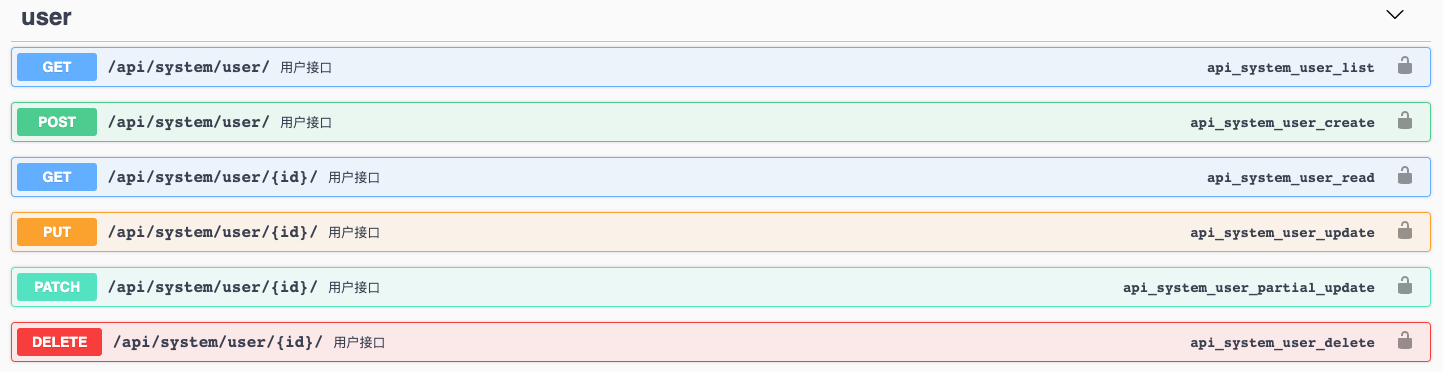 user
GET /api/system/user/ 用户接口 api_system_user_list
POST /api/system/user/ 用户接口 api_system_user_create
GET /api/system/user/{id}/ 用户接口 api_system_user_read
PUT /api/system/user/{id}/ 用户接口 api_system_user_update
PATCH /api/system/user/{id}/ 用户接口 api_system_user_partial_update
DELETE /api/system/user/{id}/ 用户接口 api_system_user_delete